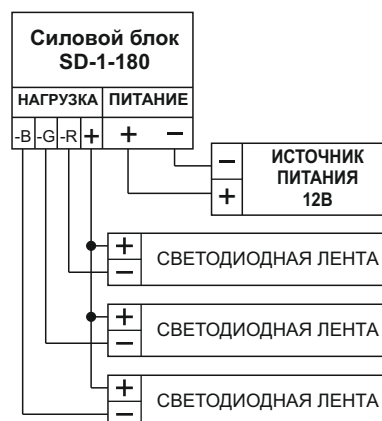 Силовой блок
SD-1-180
НАГРУЗКА ПИТАНИЕ
-B -G -R + + −
− ИСТОЧНИК
ПИТАНИЯ
+ 12В
+ СВЕТОДИОДНАЯ ЛЕНТА
−
+ СВЕТОДИОДНАЯ ЛЕНТА
−
+ СВЕТОДИОДНАЯ ЛЕНТА
−